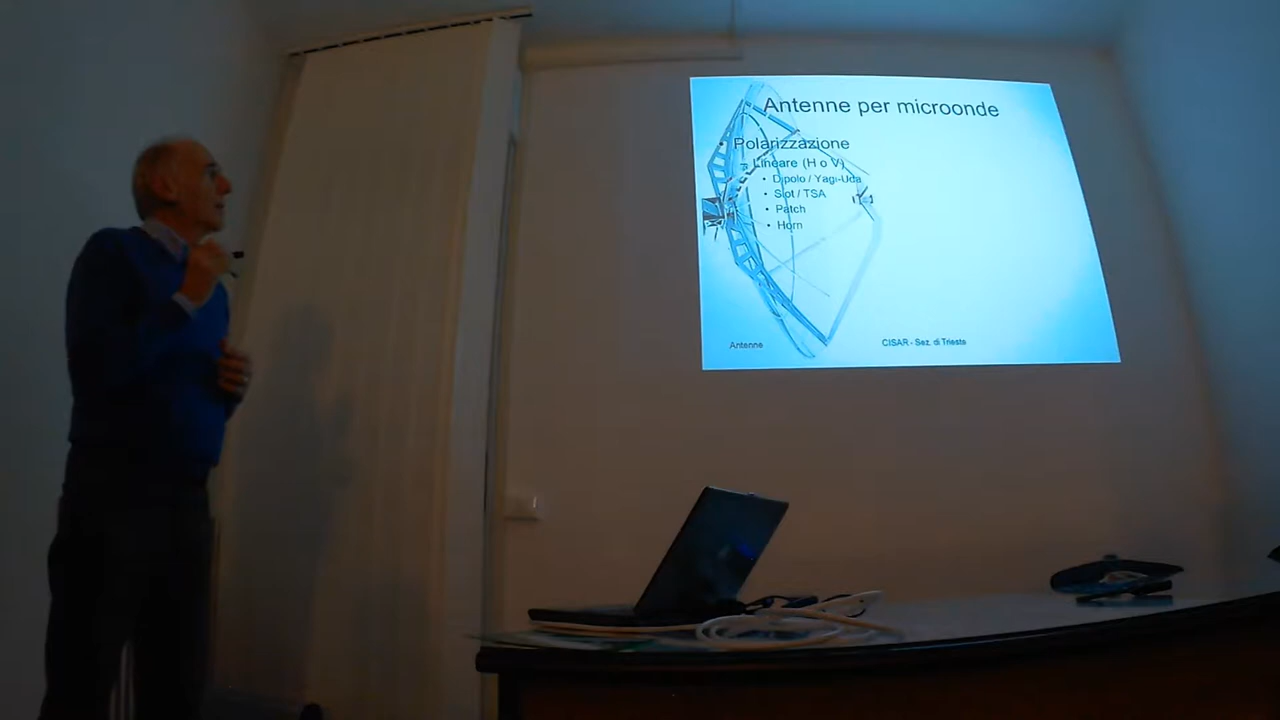 Antenne per microonde
• Polarizzazione
– Lineare (H o V)
• Dipolo / Yagi-Uda
• Slot / TSA
• Patch
• Horn
Antenne
CISAR - Sez. di Trieste